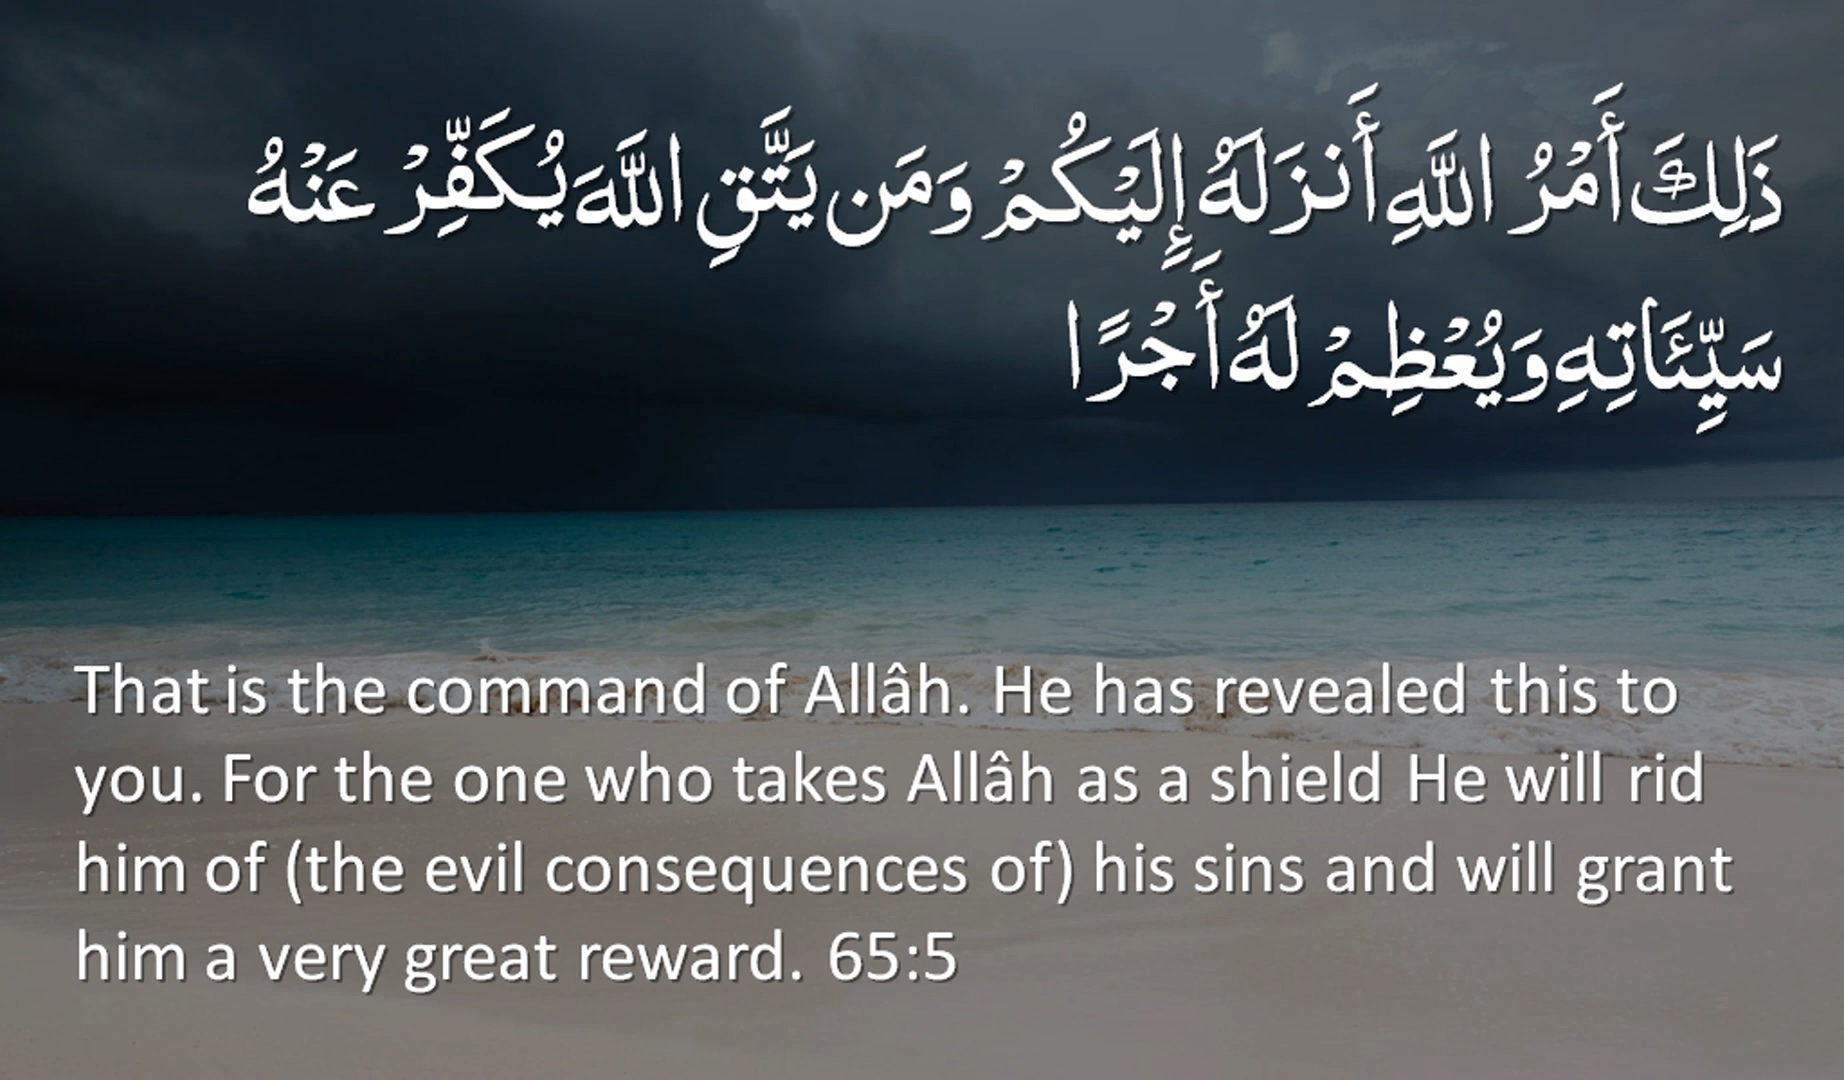 ذَلِكَ أَمْرُ اللَّهِ أَنزَلَهُ إِلَيْكُمْ وَمَن يَتَّقِ اللَّهَ يُكَفِّرْ عَنْهُ
سَيِّئَاتِهِ وَيُعْظِمْ لَهُ أَجْرًا
That is the command of Allâh. He has revealed this to
you. For the one who takes Allâh as a shield He will rid
him of (the evil consequences of) his sins and will grant
him a very great reward. 65:5